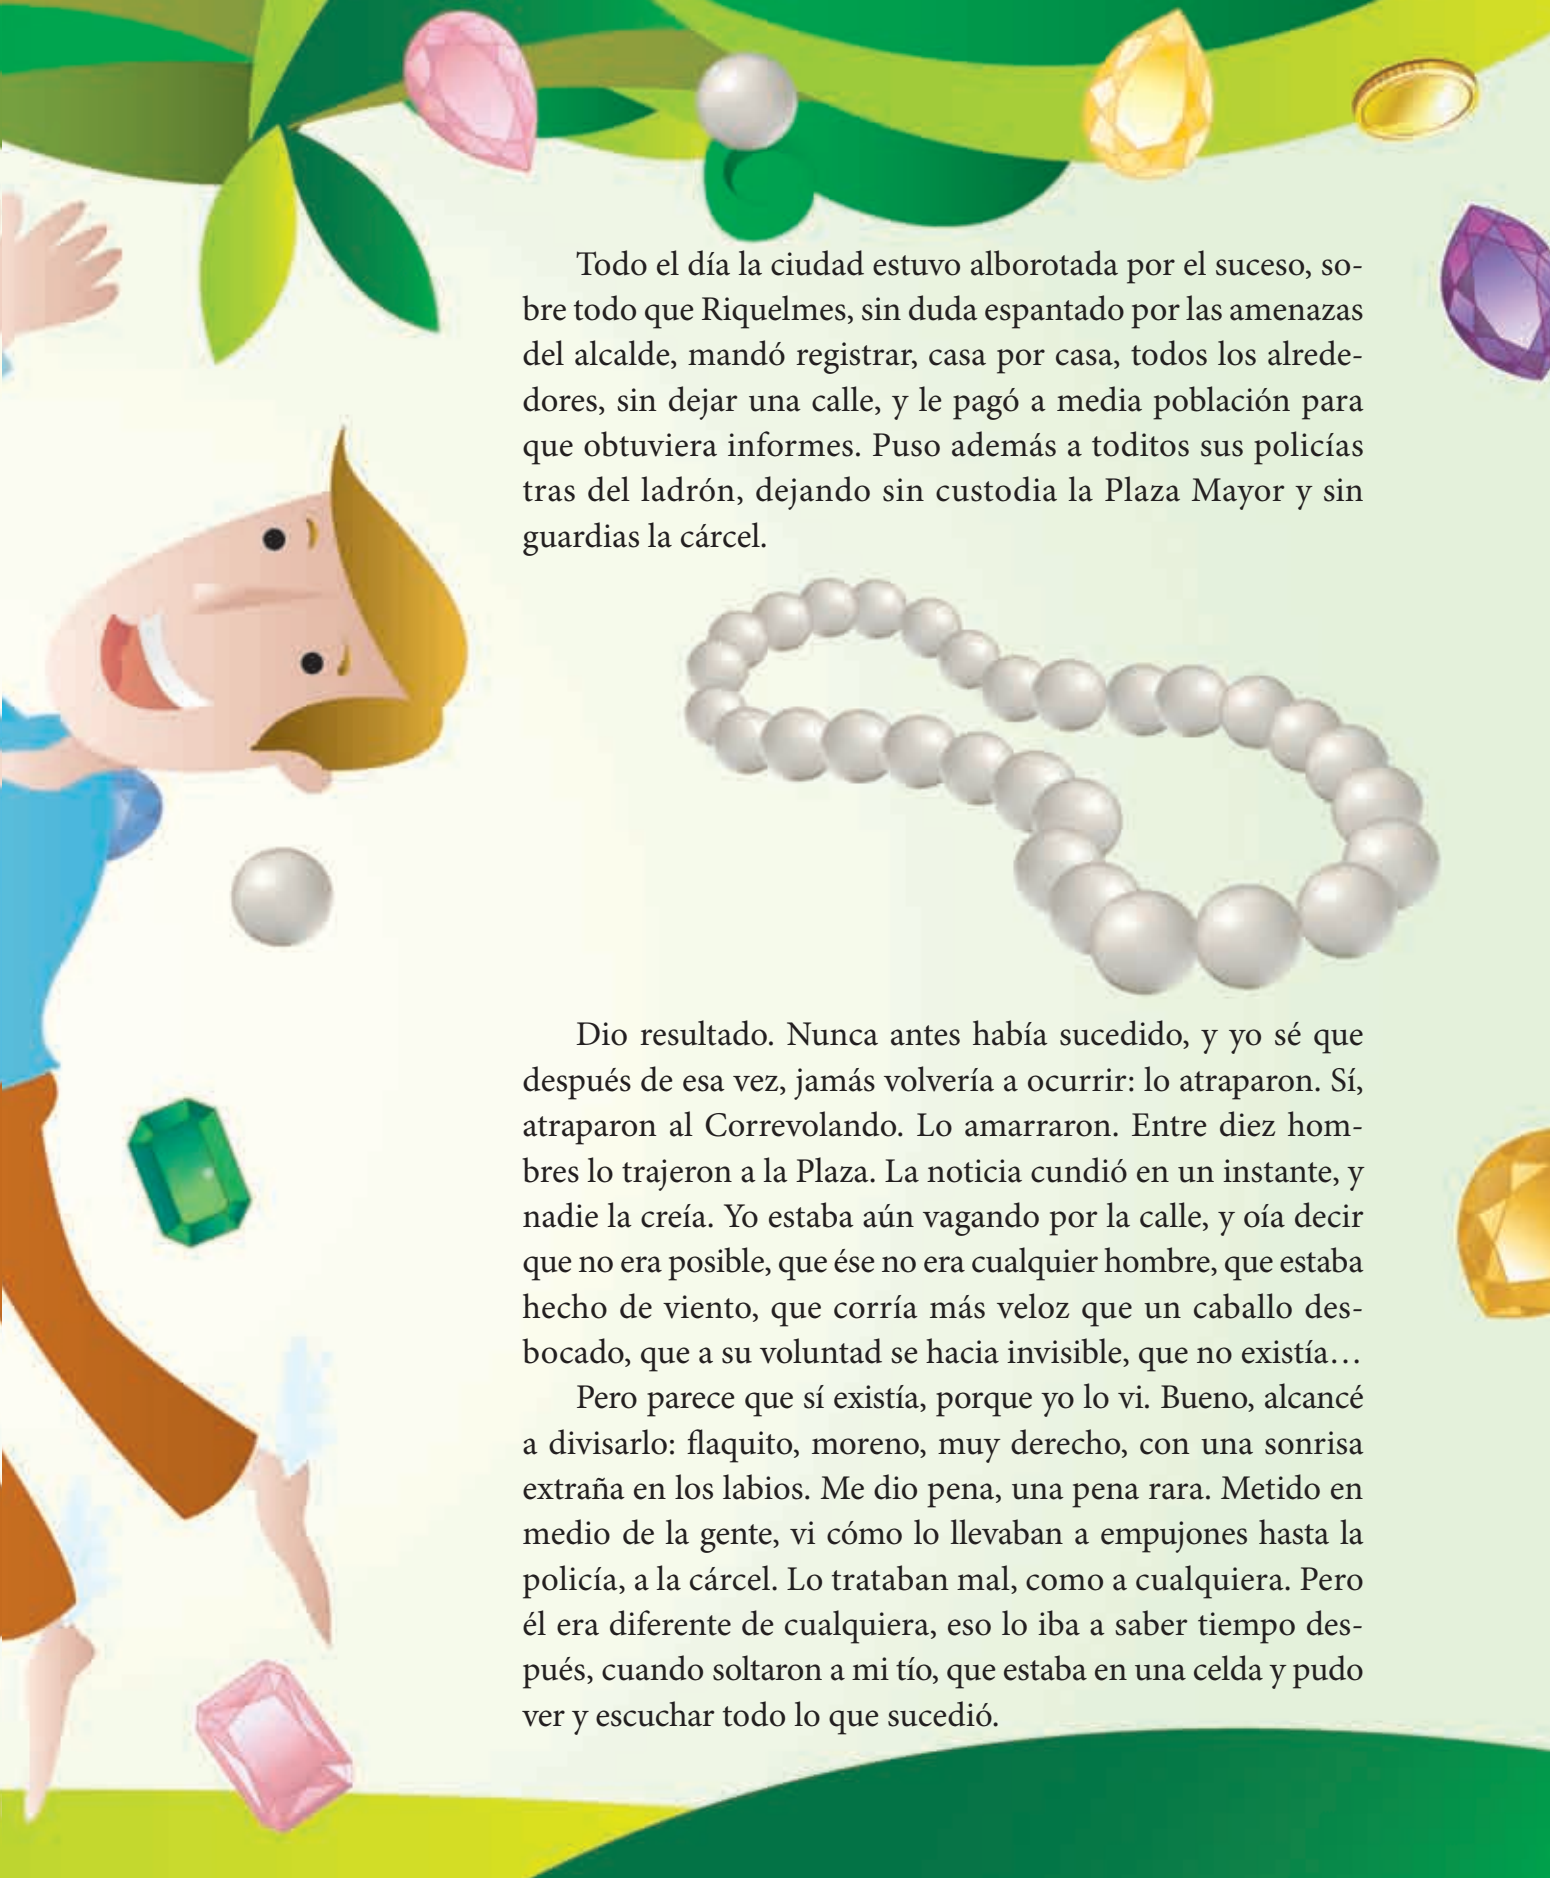 Todo el día la ciudad estuvo alborotada por el suceso, so-
bre todo que Riquelmes, sin duda espantado por las amenazas
del alcalde, mandó registrar, casa por casa, todos los alrede-
dores, sin dejar una calle, y le pagó a media población para
que obtuviera informes. Puso además a toditos sus policías
tras del ladrón, dejando sin custodia la Plaza Mayor y sin
guardias la cárcel.
Dio resultado. Nunca antes había sucedido, y yo sé que
después de esa vez, jamás volvería a ocurrir: lo atraparon. Sí,
atraparon al Correvolando. Lo amarraron. Entre diez hom-
bres lo trajeron a la Plaza. La noticia cundió en un instante, y
nadie la creía. Yo estaba aún vagando por la calle, y oía decir
que no era posible, que ése no era cualquier hombre, que estaba
hecho de viento, que corría más veloz que un caballo des-
bocado, que a su voluntad se hacia invisible, que no existía…
Pero parece que sí existía, porque yo lo vi. Bueno, alcancé
a divisarlo: flaquito, moreno, muy derecho, con una sonrisa
extraña en los labios. Me dio pena, una pena rara. Metido en
medio de la gente, vi cómo lo llevaban a empujones hasta la
policía, a la cárcel. Lo trataban mal, como a cualquiera. Pero
él era diferente de cualquiera, eso lo iba a saber tiempo des-
pués, cuando soltaron a mi tío, que estaba en una celda y pudo
ver y escuchar todo lo que sucedió.